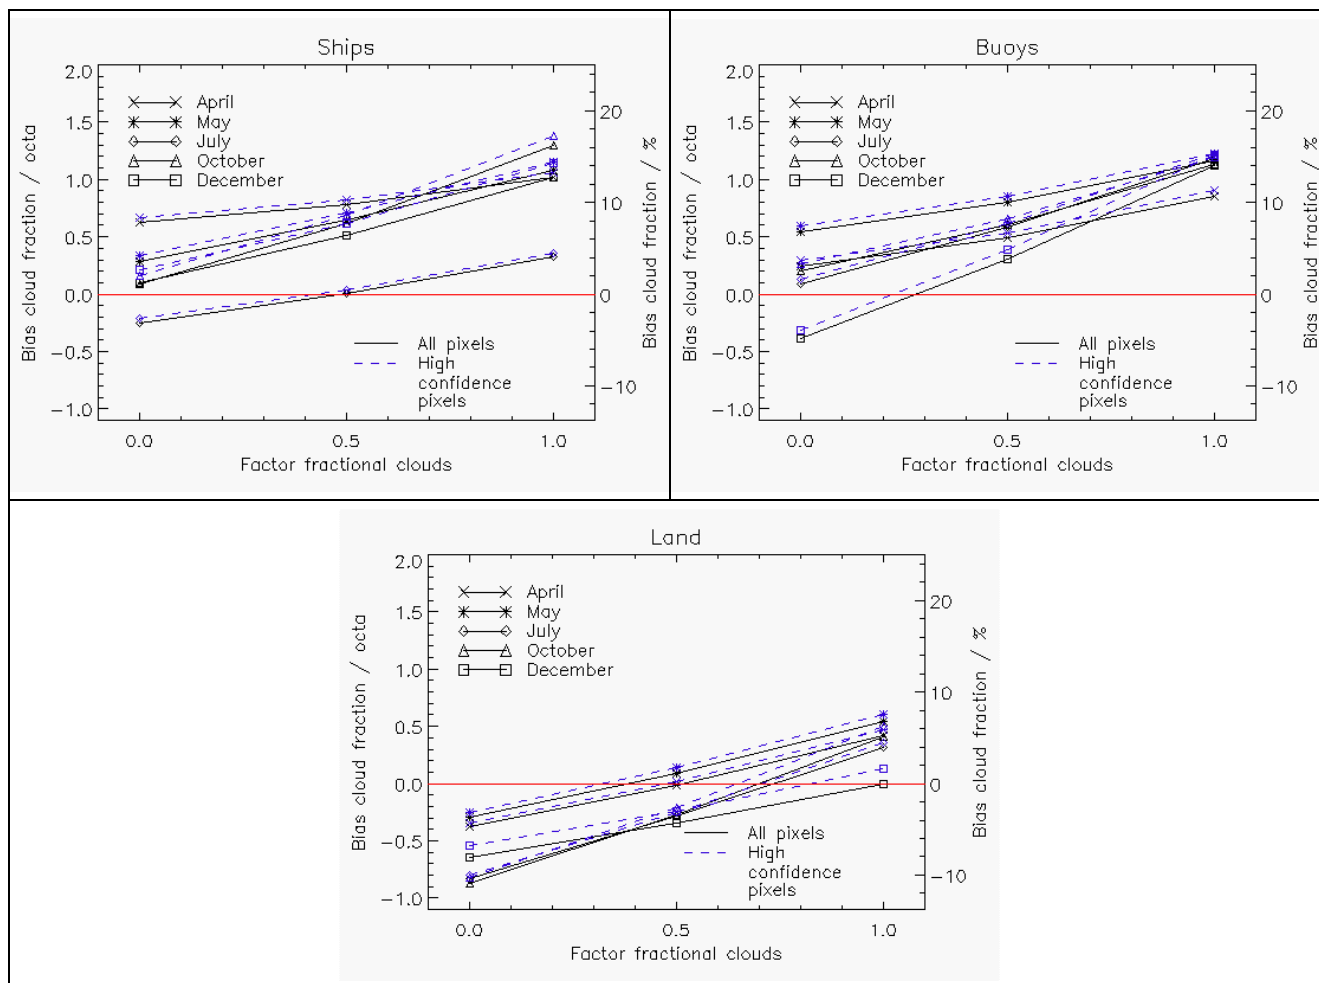 Ships
2.0
1.5
1.0
0.5
0.0
-0.5
-1.0
Bias cloud fraction / octa
April
May
July
October
December
All pixels
High
confidence
pixels
20
10
0
-10
Bias cloud fraction / %
0.0 0.5 1.0
Factor fractional clouds
Buoys
2.0
1.5
1.0
0.5
0.0
-0.5
-1.0
Bias cloud fraction / octa
April
May
July
October
December
All pixels
High
confidence
pixels
20
10
0
-10
Bias cloud fraction / %
0.0 0.5 1.0
Factor fractional clouds
Land
2.0
1.5
1.0
0.5
0.0
-0.5
-1.0
Bias cloud fraction / octa
April
May
July
October
December
All pixels
High
confidence
pixels
20
10
0
-10
Bias cloud fraction / %
0.0 0.5 1.0
Factor fractional clouds